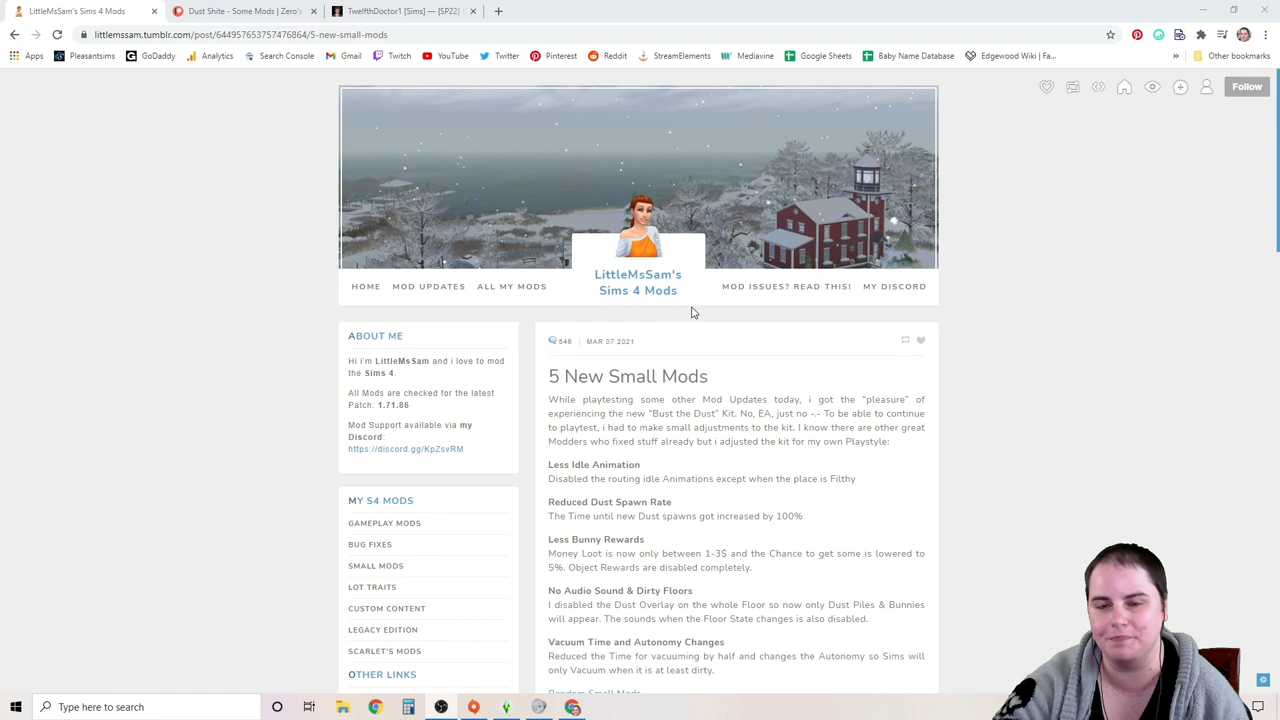 LittleMsSam's Sims 4 Mods
Dust Shite - Some Mods | Zero's
TwelfthDoctor1 [Sims] — [SP22] F
littlemssam.tumblr.com/post/644957653757476864/5-new-small-mods
Apps
Pleasantsims
GoDaddy
Analytics
Search Console
Gmail
Twitch
YouTube
Twitter
Pinterest
Reddit
StreamElements
Mediavine
Google Sheets
Baby Name Database
Edgewood Wiki | Fa...
»
Other bookmarks
Follow
LittleMsSam's
Sims 4 Mods
HOME
MOD UPDATES
ALL MY MODS
MOD ISSUES? READ THIS!
MY DISCORD
ABOUT ME
Hi i'm LittleMsSam and i love to mod
the Sims 4.
All Mods are checked for the latest
Patch: 1.71.86
Mod Support available via my
Discord:
https://discord.gg/KpZsvRM
MY S4 MODS
GAMEPLAY MODS
BUG FIXES
SMALL MODS
LOT TRAITS
CUSTOM CONTENT
LEGACY EDITION
SCARLET'S MODS
OTHER LINKS
646 | MAR 07 2021
5 New Small Mods
While playtesting some other Mod Updates today, i got the “pleasure” of
experiencing the new “Bust the Dust” Kit. No, EA, just no -.- To be able to continue
to playtest, i had to make small adjustments to the kit. I know there are other great
Modders who fixed stuff already but i adjusted the kit for my own Playstyle:
Less Idle Animation
Disabled the routing idle Animations except when the place is Filthy
Reduced Dust Spawn Rate
The Time until new Dust spawns got increased by 100%
Less Bunny Rewards
Money Loot is now only between 1-3$ and the Chance to get some is lowered to
5%. Object Rewards are disabled completely.
No Audio Sound & Dirty Floors
I disabled the Dust Overlay on the whole Floor so now only Dust Piles & Bunnies
will appear. The sounds when the Floor State changes is also disabled.
Vacuum Time and Autonomy Changes
Reduced the Time for vacuuming by half and changes the Autonomy so Sims will
only Vacuum when it is at least dirty.
Random Small Mods
Type here to search